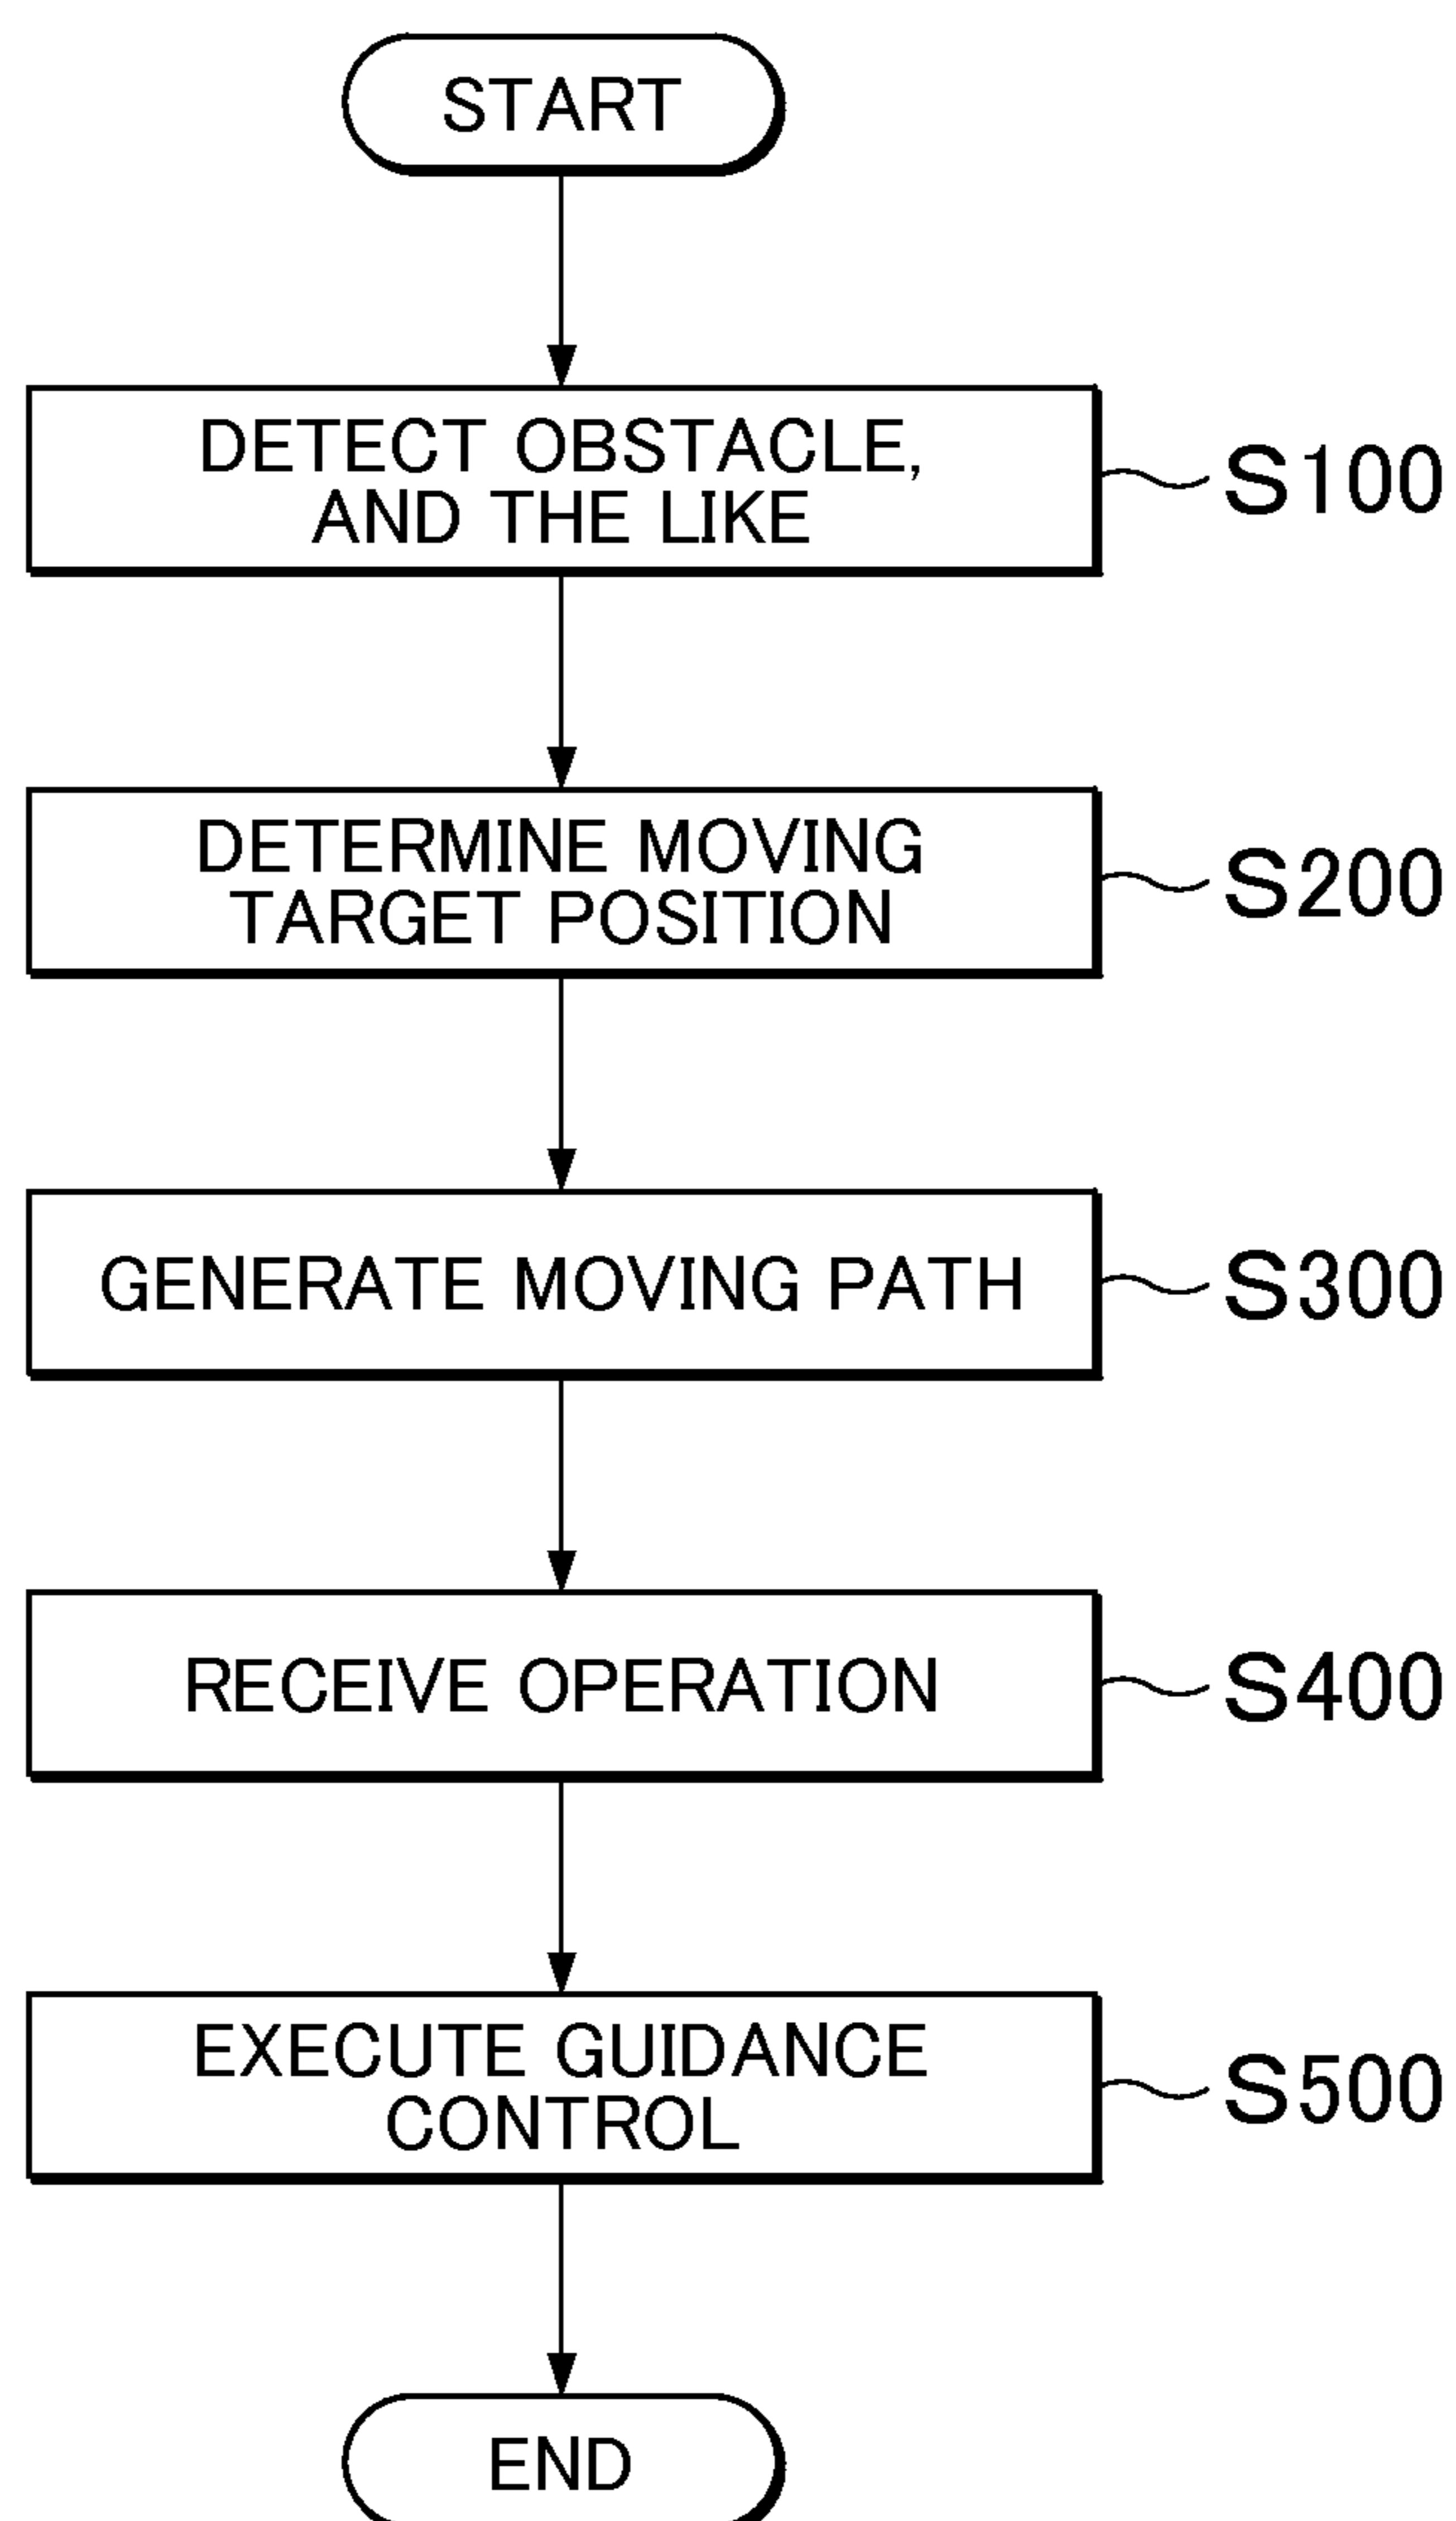 START
DETECT OBSTACLE,
AND THE LIKE
S100
DETERMINE MOVING
TARGET POSITION
S200
GENERATE MOVING PATH
S300
RECEIVE OPERATION
S400
EXECUTE GUIDANCE
CONTROL
S500
END